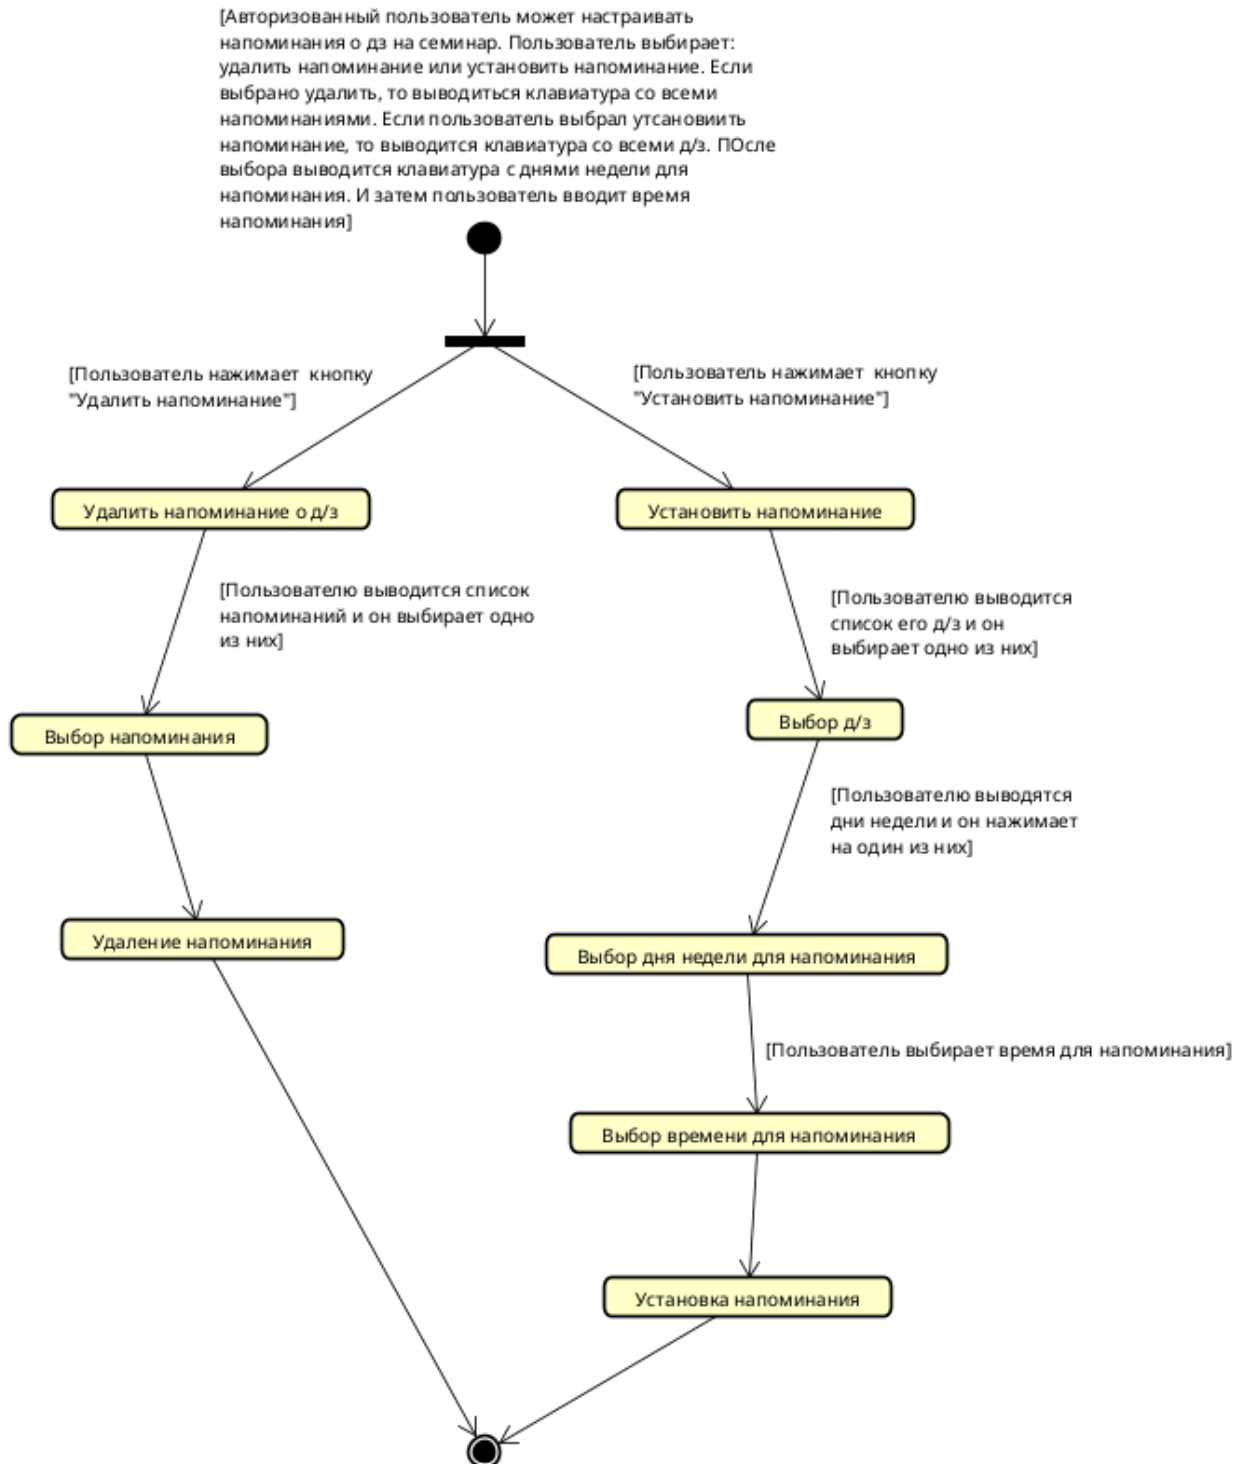 [Авторизованный пользователь может настраивать
напоминания о дз на семинар. Пользователь выбирает:
удалить напоминание или установить напоминание. Если
выбрано удалить, то выводиться клавиатура со всеми
напоминаниями. Если пользователь выбрал утсановиить
напоминание, то выводится клавиатура со всеми д/з. ПОсле
выбора выводится клавиатура с днями недели для
напоминания. И затем пользователь вводит время
напоминания]
[Пользователь нажимает  кнопку
"Удалить напоминание"]
[Пользователь нажимает  кнопку
"Установить напоминание"]
Удалить напоминание о д/з
Установить напоминание
[Пользователю выводится список
напоминаний и он выбирает одно
из них]
[Пользователю выводится
список его д/з и он
выбирает одно из них]
Выбор напоминания
Выбор д/з
[Пользователю выводятся
дни недели и он нажимает
на один из них]
Удаление напоминания
Выбор дня недели для напоминания
[Пользователь выбирает время для напоминания]
Выбор времени для напоминания
Установка напоминания